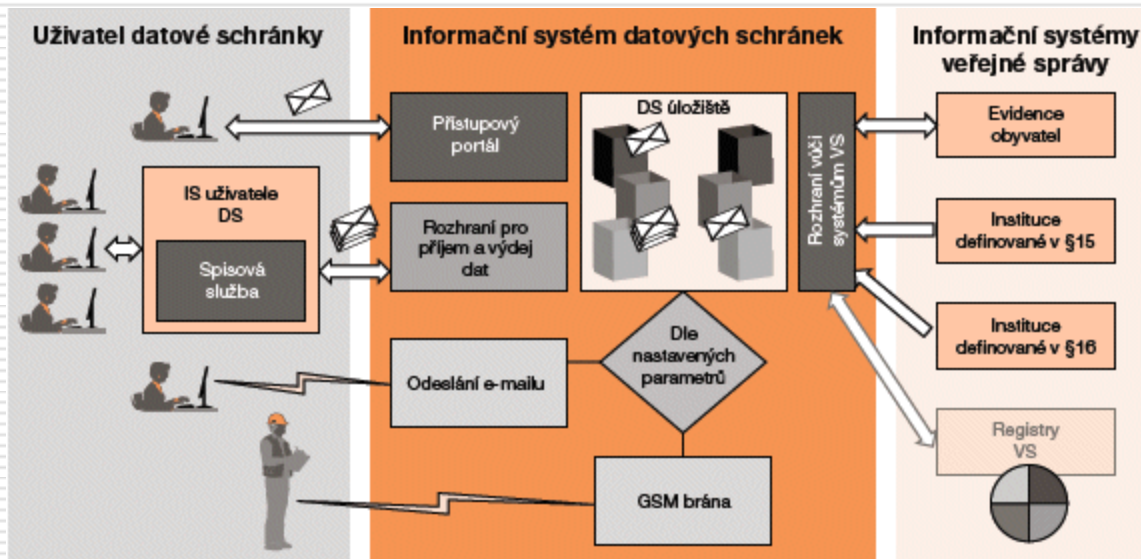 Uživatel datové schránky
Informační systém datových schránek
Informační systémy
veřejné správy
Přístupový
portál
DS úložiště
Rozhraní vůči
systémům VS
Evidence
obyvatel
IS uživatele
DS
Spisová
služba
Rozhraní pro
příjem a výdej
dat
Instituce
definované v §15
Instituce
definované v §16
Dle
nastavených
parametrů
Odeslání e-mailu
Registry
VS
GSM brána